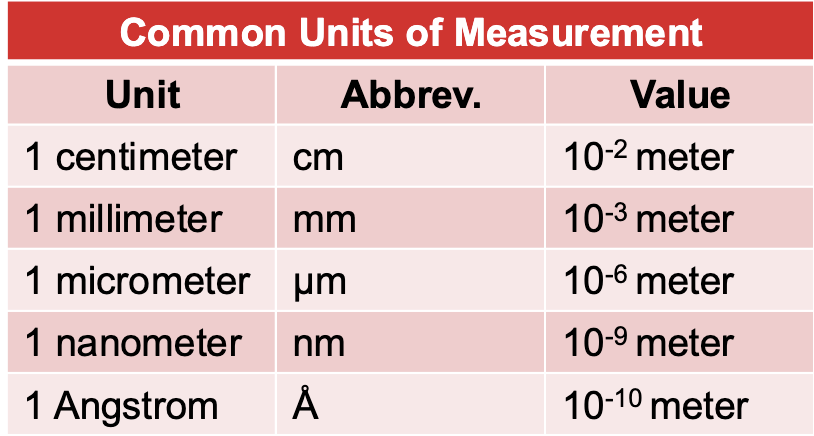 Common Units of Measurement
Unit Abbrev. Value
1 centimeter cm 10⁻² meter
1 millimeter mm 10⁻³ meter
1 micrometer µm 10⁻⁶ meter
1 nanometer nm 10⁻⁹ meter
1 Angstrom Å 10⁻¹⁰ meter